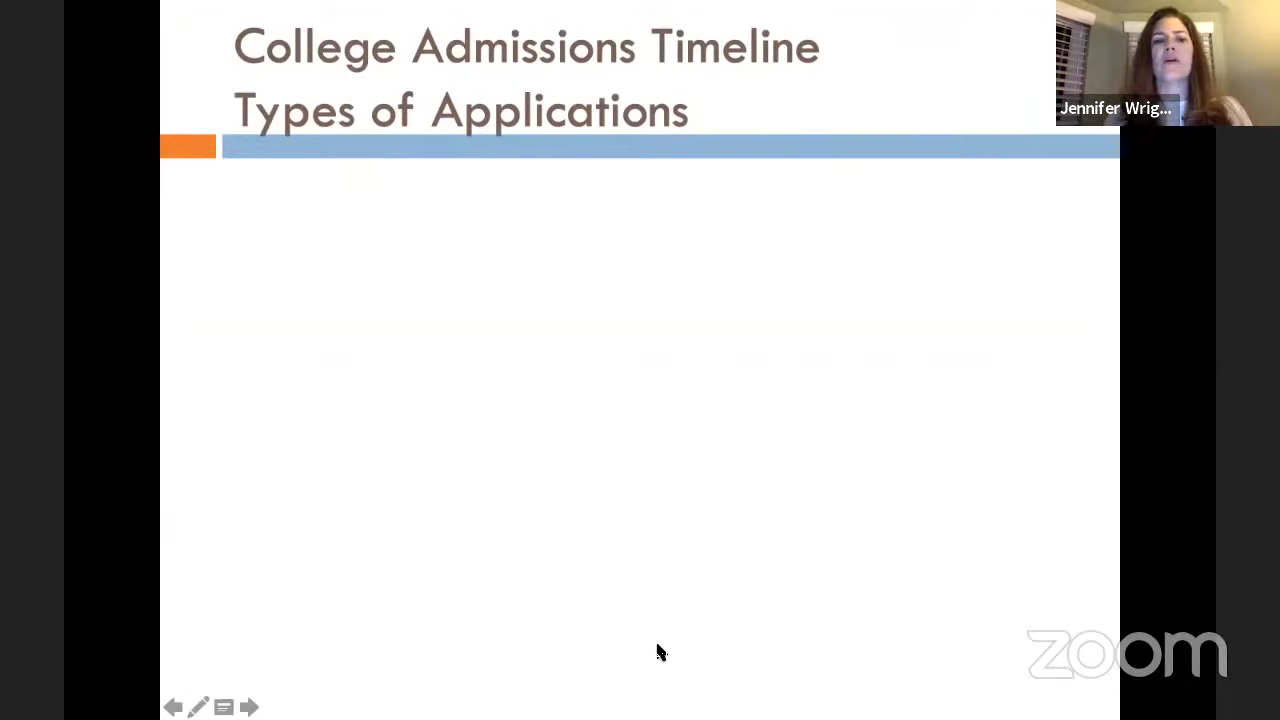 College Admissions Timeline
Types of Applications
Jennifer Wrig...
zoom